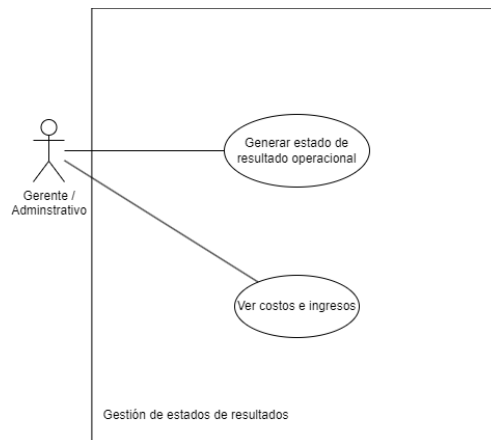 Generar estado de
resultado operacional
Gerente /
Adminstrativo
Ver costos e ingresos
Gestión de estados de resultados